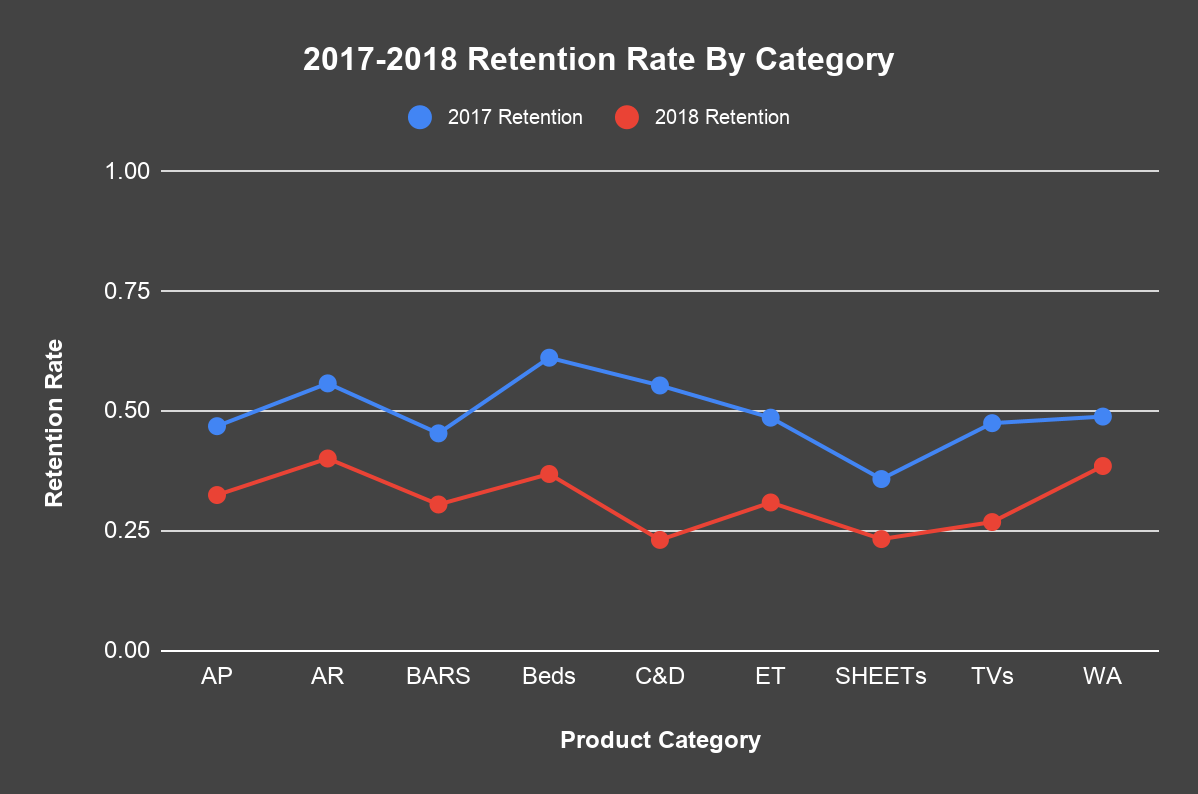 2017-2018 Retention Rate By Category
2017 Retention 2018 Retention
1.00
0.75
0.50
0.25
0.00
Retention Rate
AP AR BARS Beds C&D ET SHEETs TVs WA
Product Category